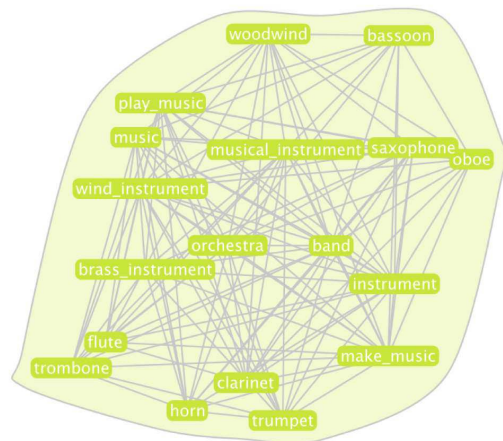 woodwind
bassoon
play_music
music
musical_instrument
saxophone
oboe
wind_instrument
orchestra
band
brass_instrument
instrument
flute
make_music
trombone
clarinet
horn
trumpet